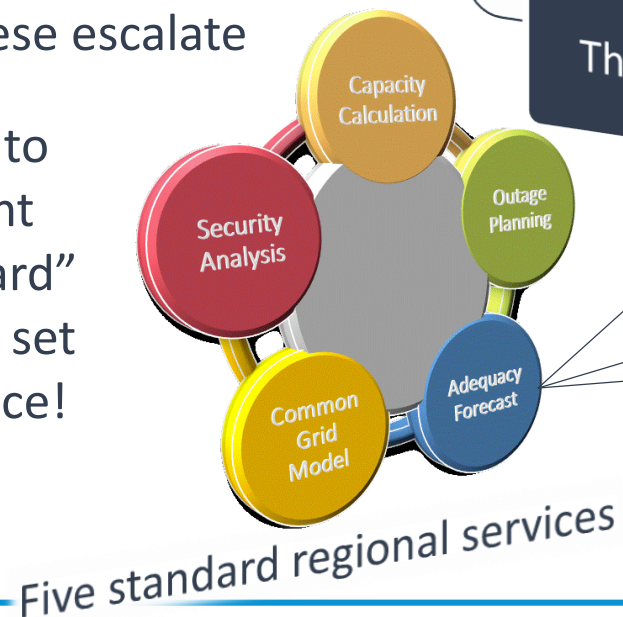 ese escalate
to
nt
ard”
set
ce!
Th
Capacity
Calculation
Outage
Planning
Security
Analysis
Adequacy
Forecast
Common
Grid
Model
Five standard regional services